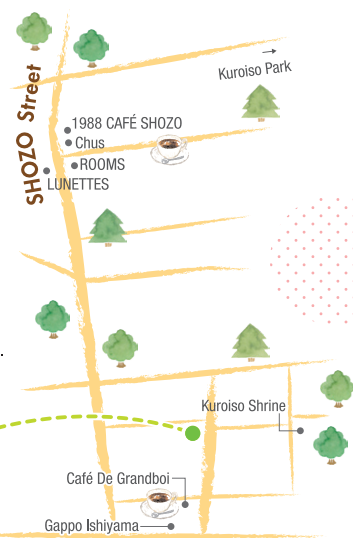 Kuroiso Park
SHOZO Street
1988 CAFÉ SHOZO
Chus
ROOMS
LUNETTES
Kuroiso Shrine
Café De Grandboi
Gappo Ishiyama